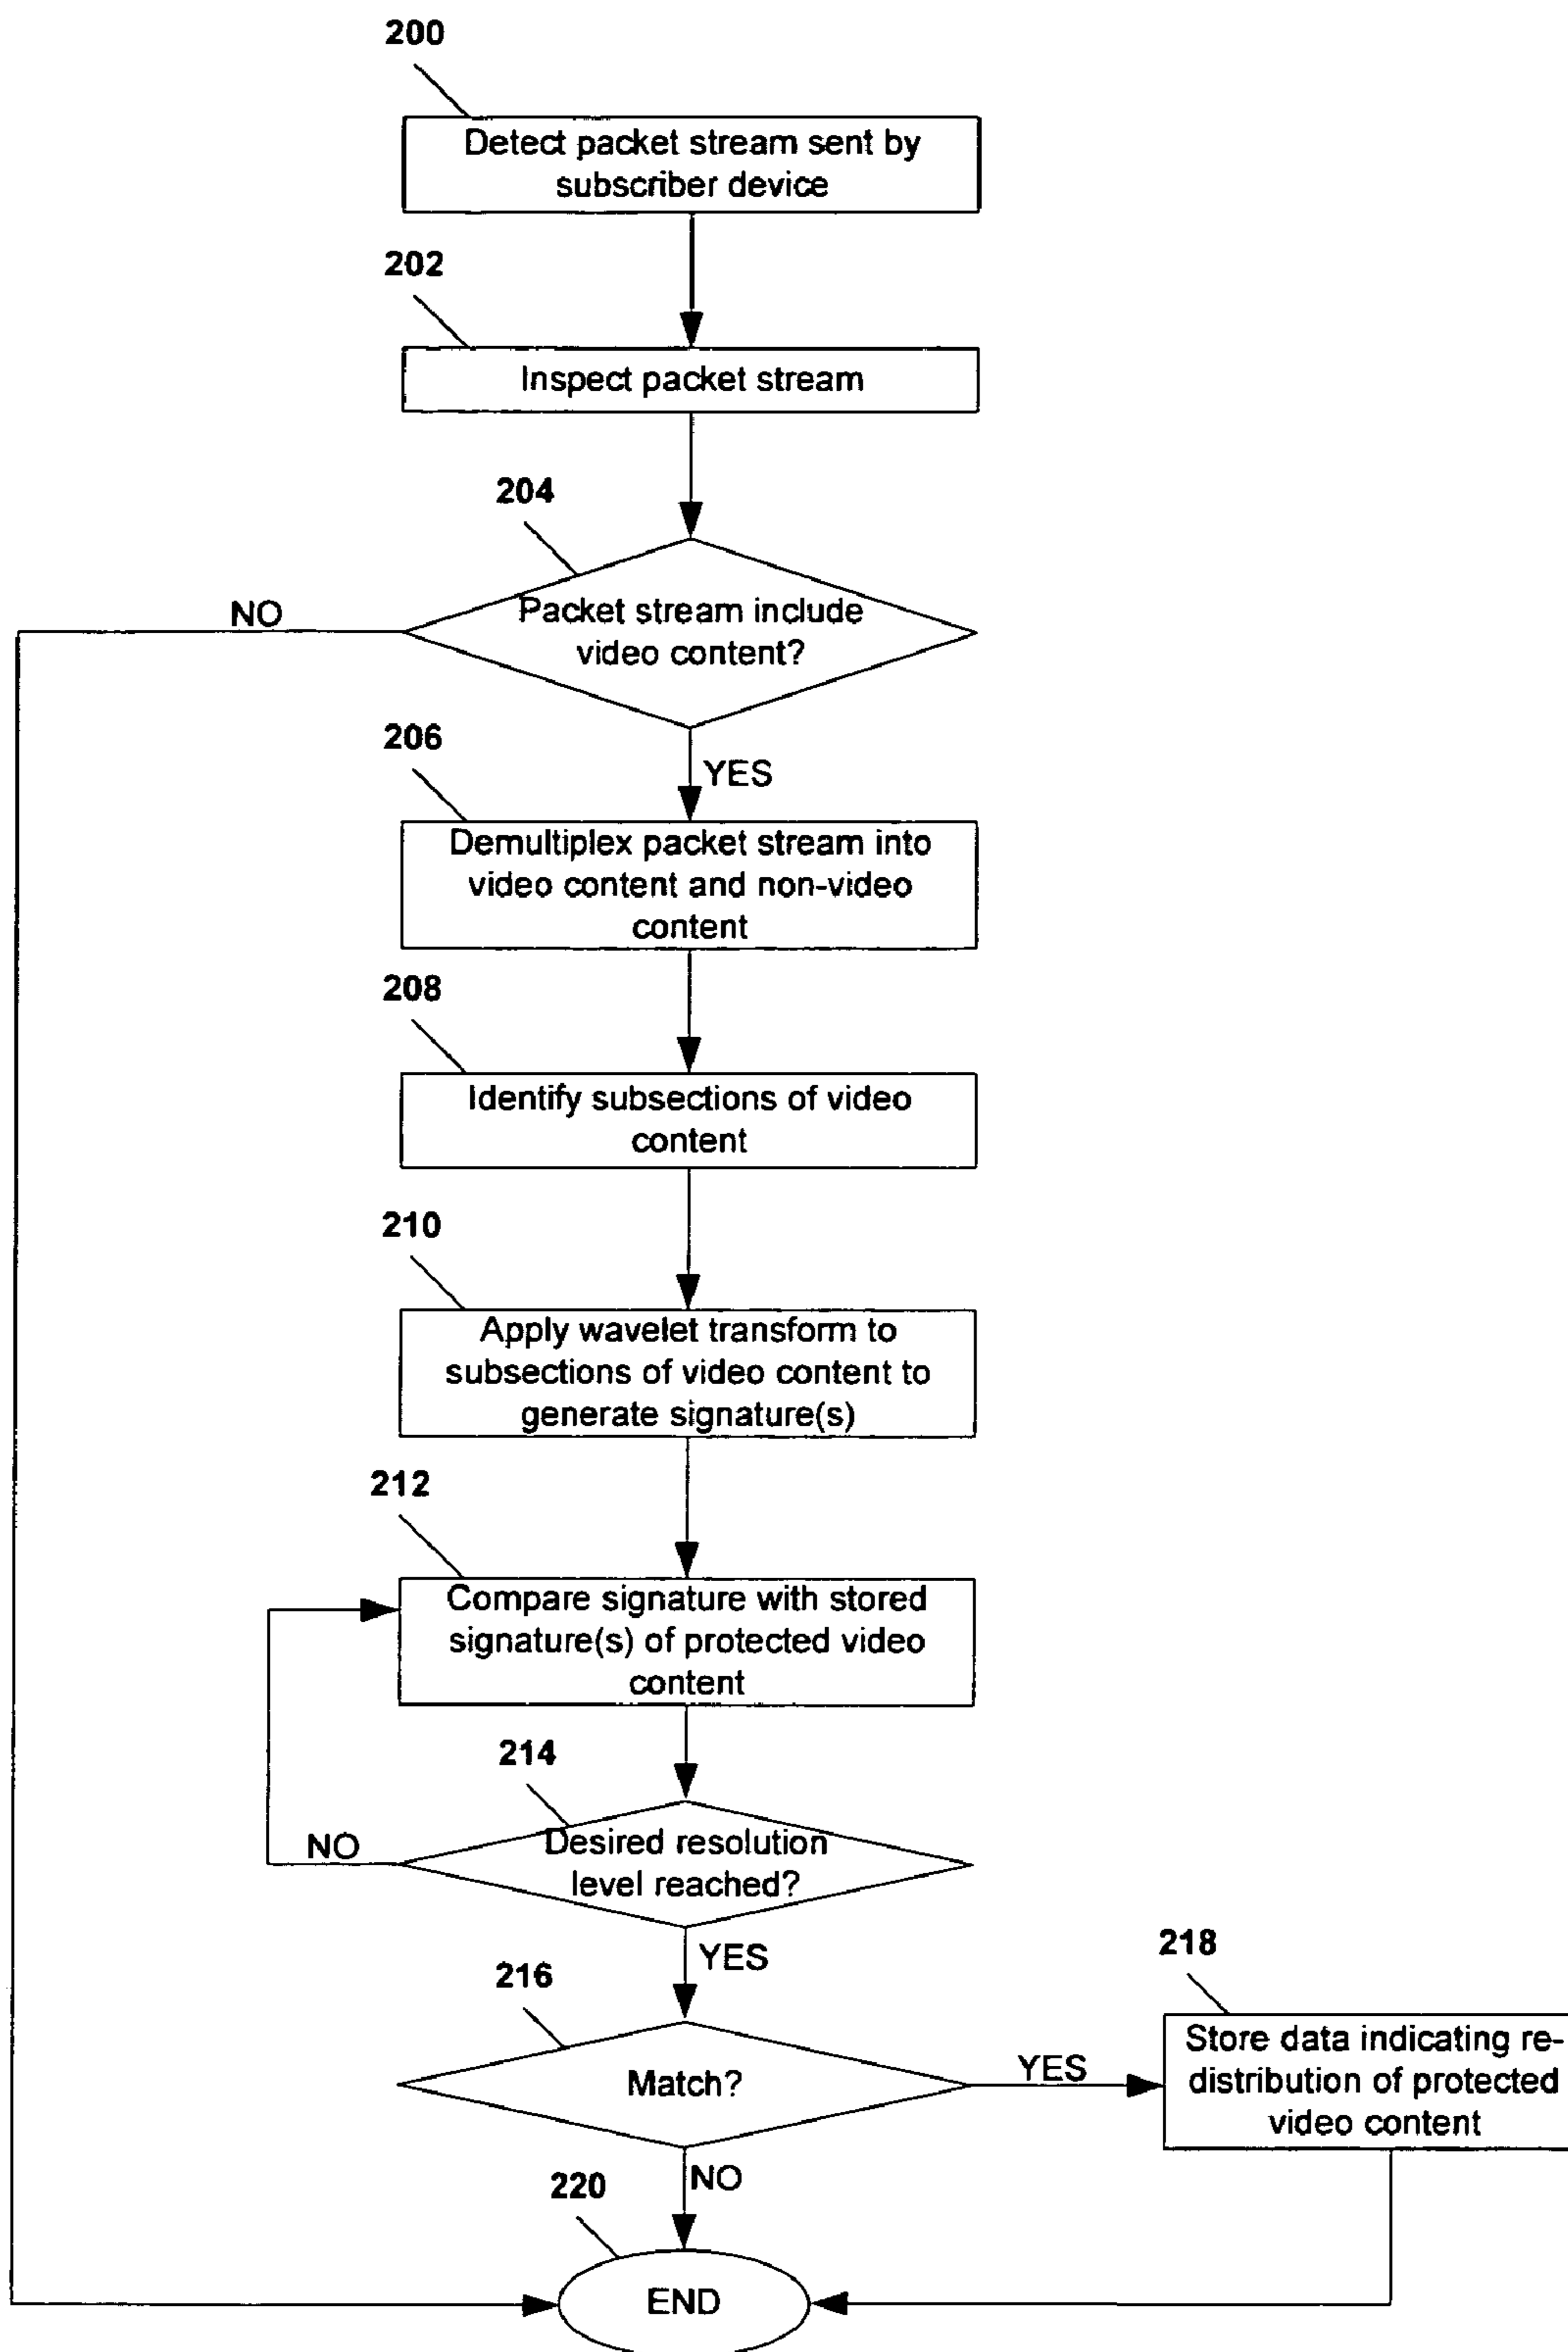 200
Detect packet stream sent by
subscriber device
202
Inspect packet stream
204
NO
Packet stream include
video content?
206
YES
Demultiplex packet stream into
video content and non-video
content
208
Identify subsections of video
content
210
Apply wavelet transform to
subsections of video content to
generate signature(s)
212
Compare signature with stored
signature(s) of protected video
content
214
NO
Desired resolution
level reached?
YES
216
218
Match?
YES
Store data indicating re-
distribution of protected
video content
NO
220
END